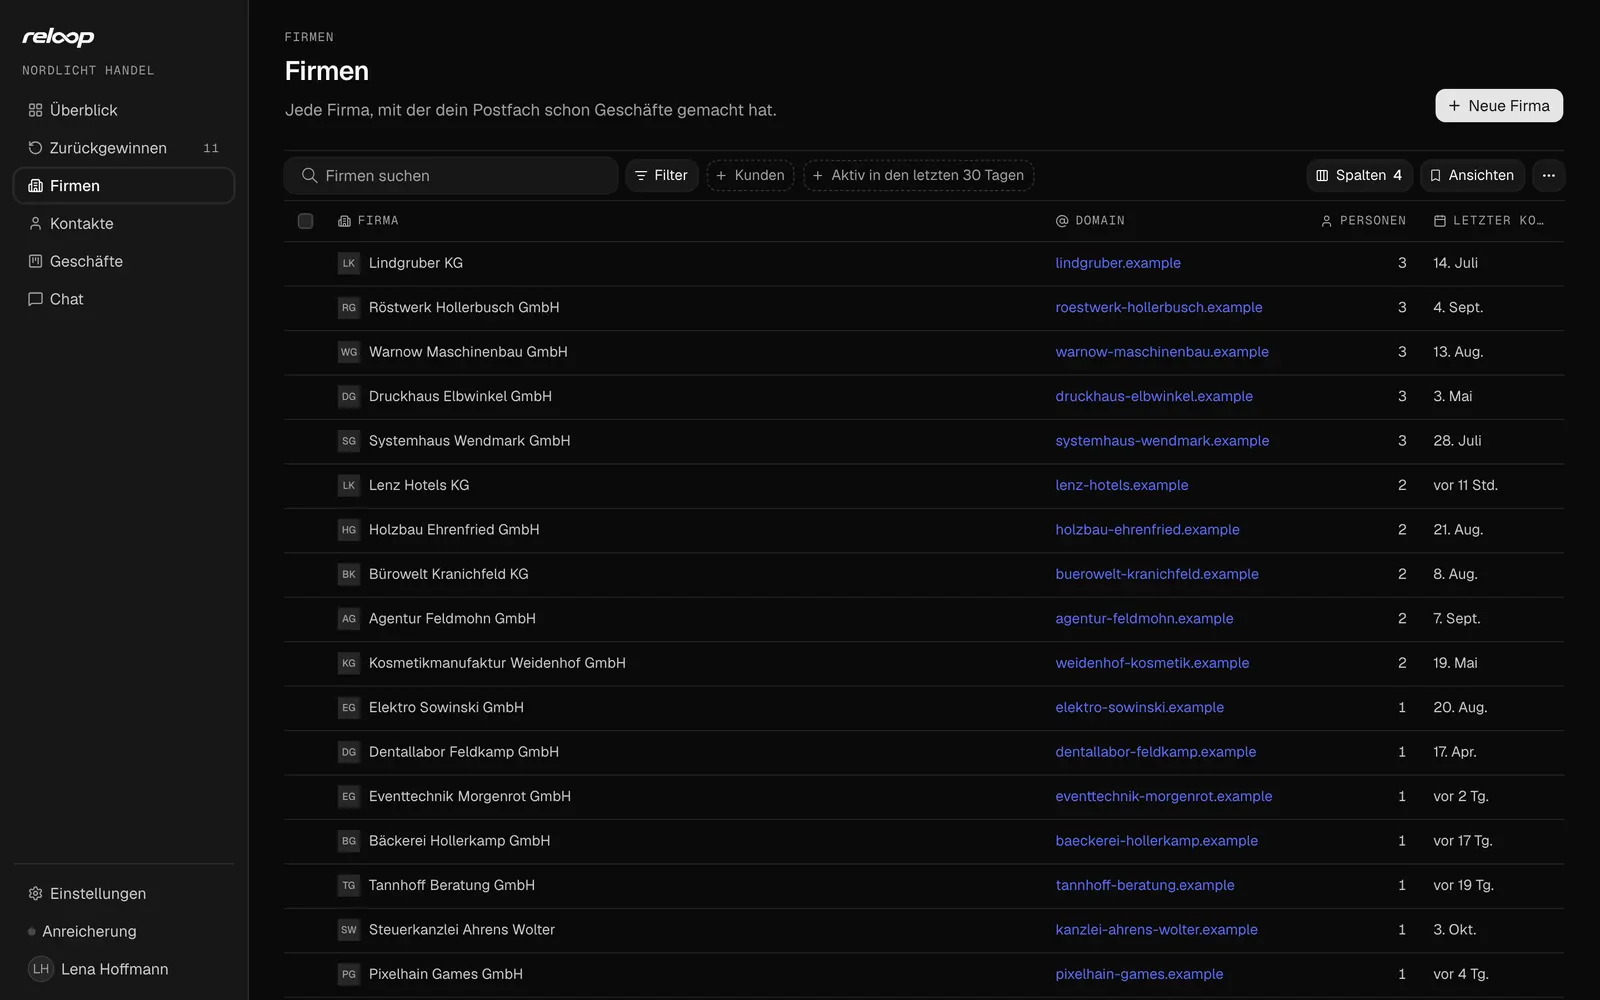 reloop
NORDLICHT HANDEL
Überblick
Zurückgewinnen 11
Firmen
Kontakte
Geschäfte
Chat
Einstellungen
Anreicherung
LH Lena Hoffmann
FIRMEN
Firmen
Jede Firma, mit der dein Postfach schon Geschäfte gemacht hat.
+ Neue Firma
Firmen suchen Filter + Kunden + Aktiv in den letzten 30 Tagen Spalten 4 Ansichten ...
FIRMA @ DOMAIN PERSONEN LETZTER KO…
LK Lindgruber KG lindgruber.example 3 14. Juli
RG Röstwerk Hollerbusch GmbH roestwerk-hollerbusch.example 3 4. Sept.
WG Warnow Maschinenbau GmbH warnow-maschinenbau.example 3 13. Aug.
DG Druckhaus Elbwinkel GmbH druckhaus-elbwinkel.example 3 3. Mai
SG Systemhaus Wendmark GmbH systemhaus-wendmark.example 3 28. Juli
LK Lenz Hotels KG lenz-hotels.example 2 vor 11 Std.
HG Holzbau Ehrenfried GmbH holzbau-ehrenfried.example 2 21. Aug.
BK Bürowelt Kranichfeld KG buerowelt-kranichfeld.example 2 8. Aug.
AG Agentur Feldmohn GmbH agentur-feldmohn.example 2 7. Sept.
KG Kosmetikmanufaktur Weidenhof GmbH weidenhof-kosmetik.example 2 19. Mai
EG Elektro Sowinski GmbH elektro-sowinski.example 1 20. Aug.
DG Dentallabor Feldkamp GmbH dentallabor-feldkamp.example 1 17. Apr.
EG Eventtechnik Morgenrot GmbH eventtechnik-morgenrot.example 1 vor 2 Tg.
BG Bäckerei Hollerkamp GmbH baeckerei-hollerkamp.example 1 vor 17 Tg.
TG Tannhoff Beratung GmbH tannhoff-beratung.example 1 vor 19 Tg.
SW Steuerkanzlei Ahrens Wolter kanzlei-ahrens-wolter.example 1 3. Okt.
PG Pixelhain Games GmbH pixelhain-games.example 1 vor 4 Tg.